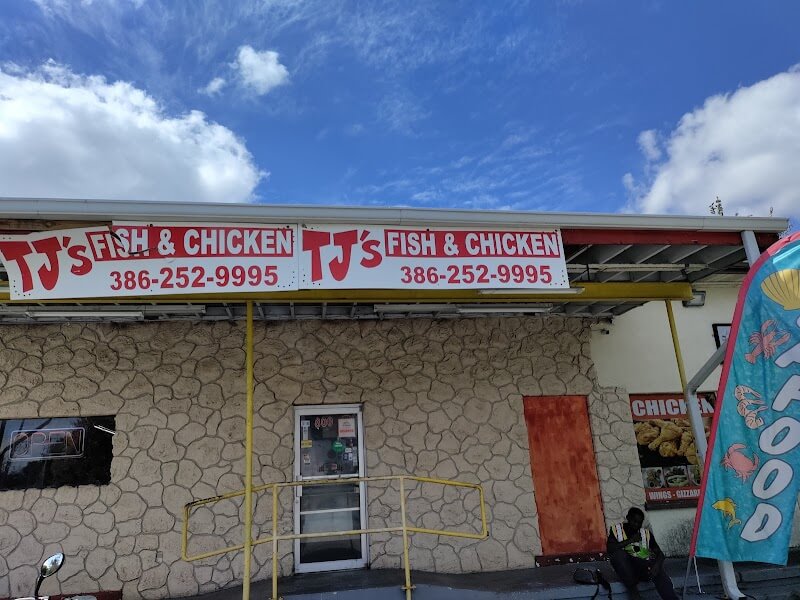 TJ's FISH & CHICKEN
386-252-9995
TJ's FISH & CHICKEN
386-252-9995
OPEN
CHICKEN
WINGS - GIZZARD
FOOD